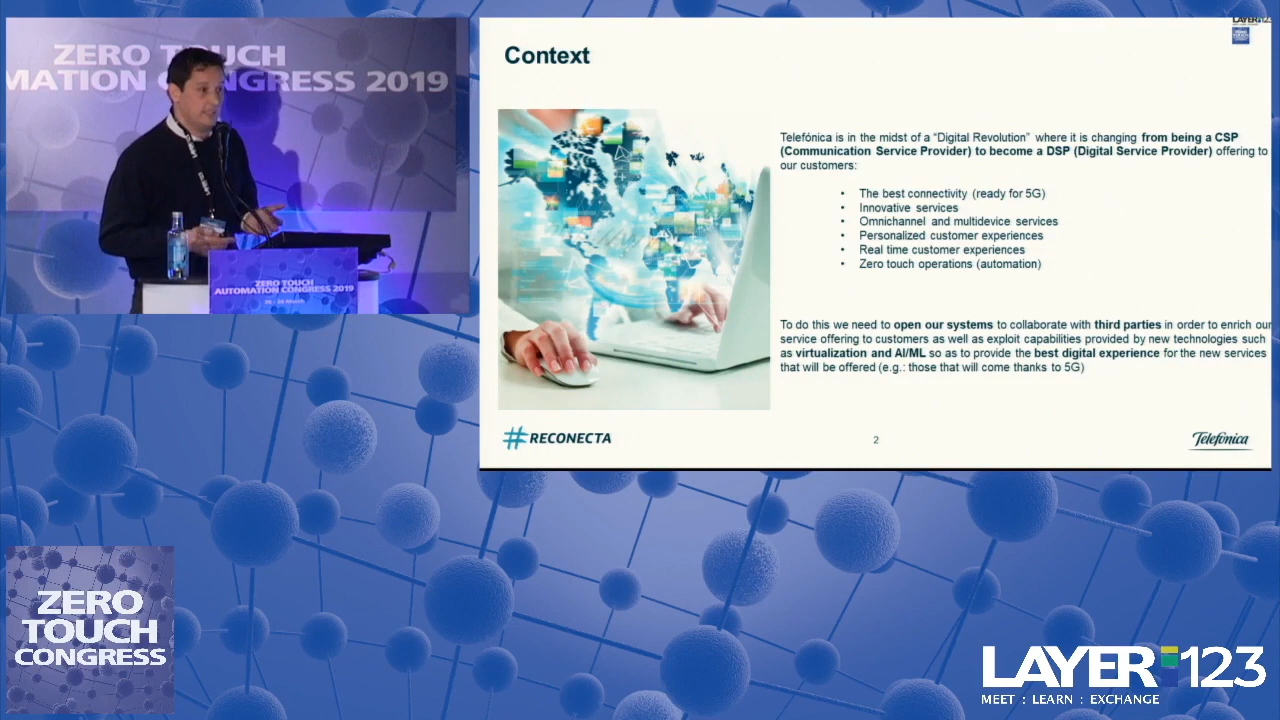 ZERO TOUCH
MATION CONGRESS 2019
ZERO TOUCH
AUTOMATION CONGRESS 2019
LAYER123
Context
Telefónica is in the midst of a “Digital Revolution” where it is changing from being a CSP
(Communication Service Provider) to become a DSP (Digital Service Provider) offering to
our customers:
• The best connectivity (ready for 5G)
• Innovative services
• Omnichannel and multidevice services
• Personalized customer experiences
• Real time customer experiences
• Zero touch operations (automation)
To do this we need to open our systems to collaborate with third parties in order to enrich our
service offering to customers as well as exploit capabilities provided by new technologies such
as virtualization and AI/ML so as to provide the best digital experience for the new services
that will be offered (e.g.: those that will come thanks to 5G)
#RECONECTA
2
Telefónica
ZERO
TOUCH
CONGRESS
LAYER123
MEET : LEARN : EXCHANGE